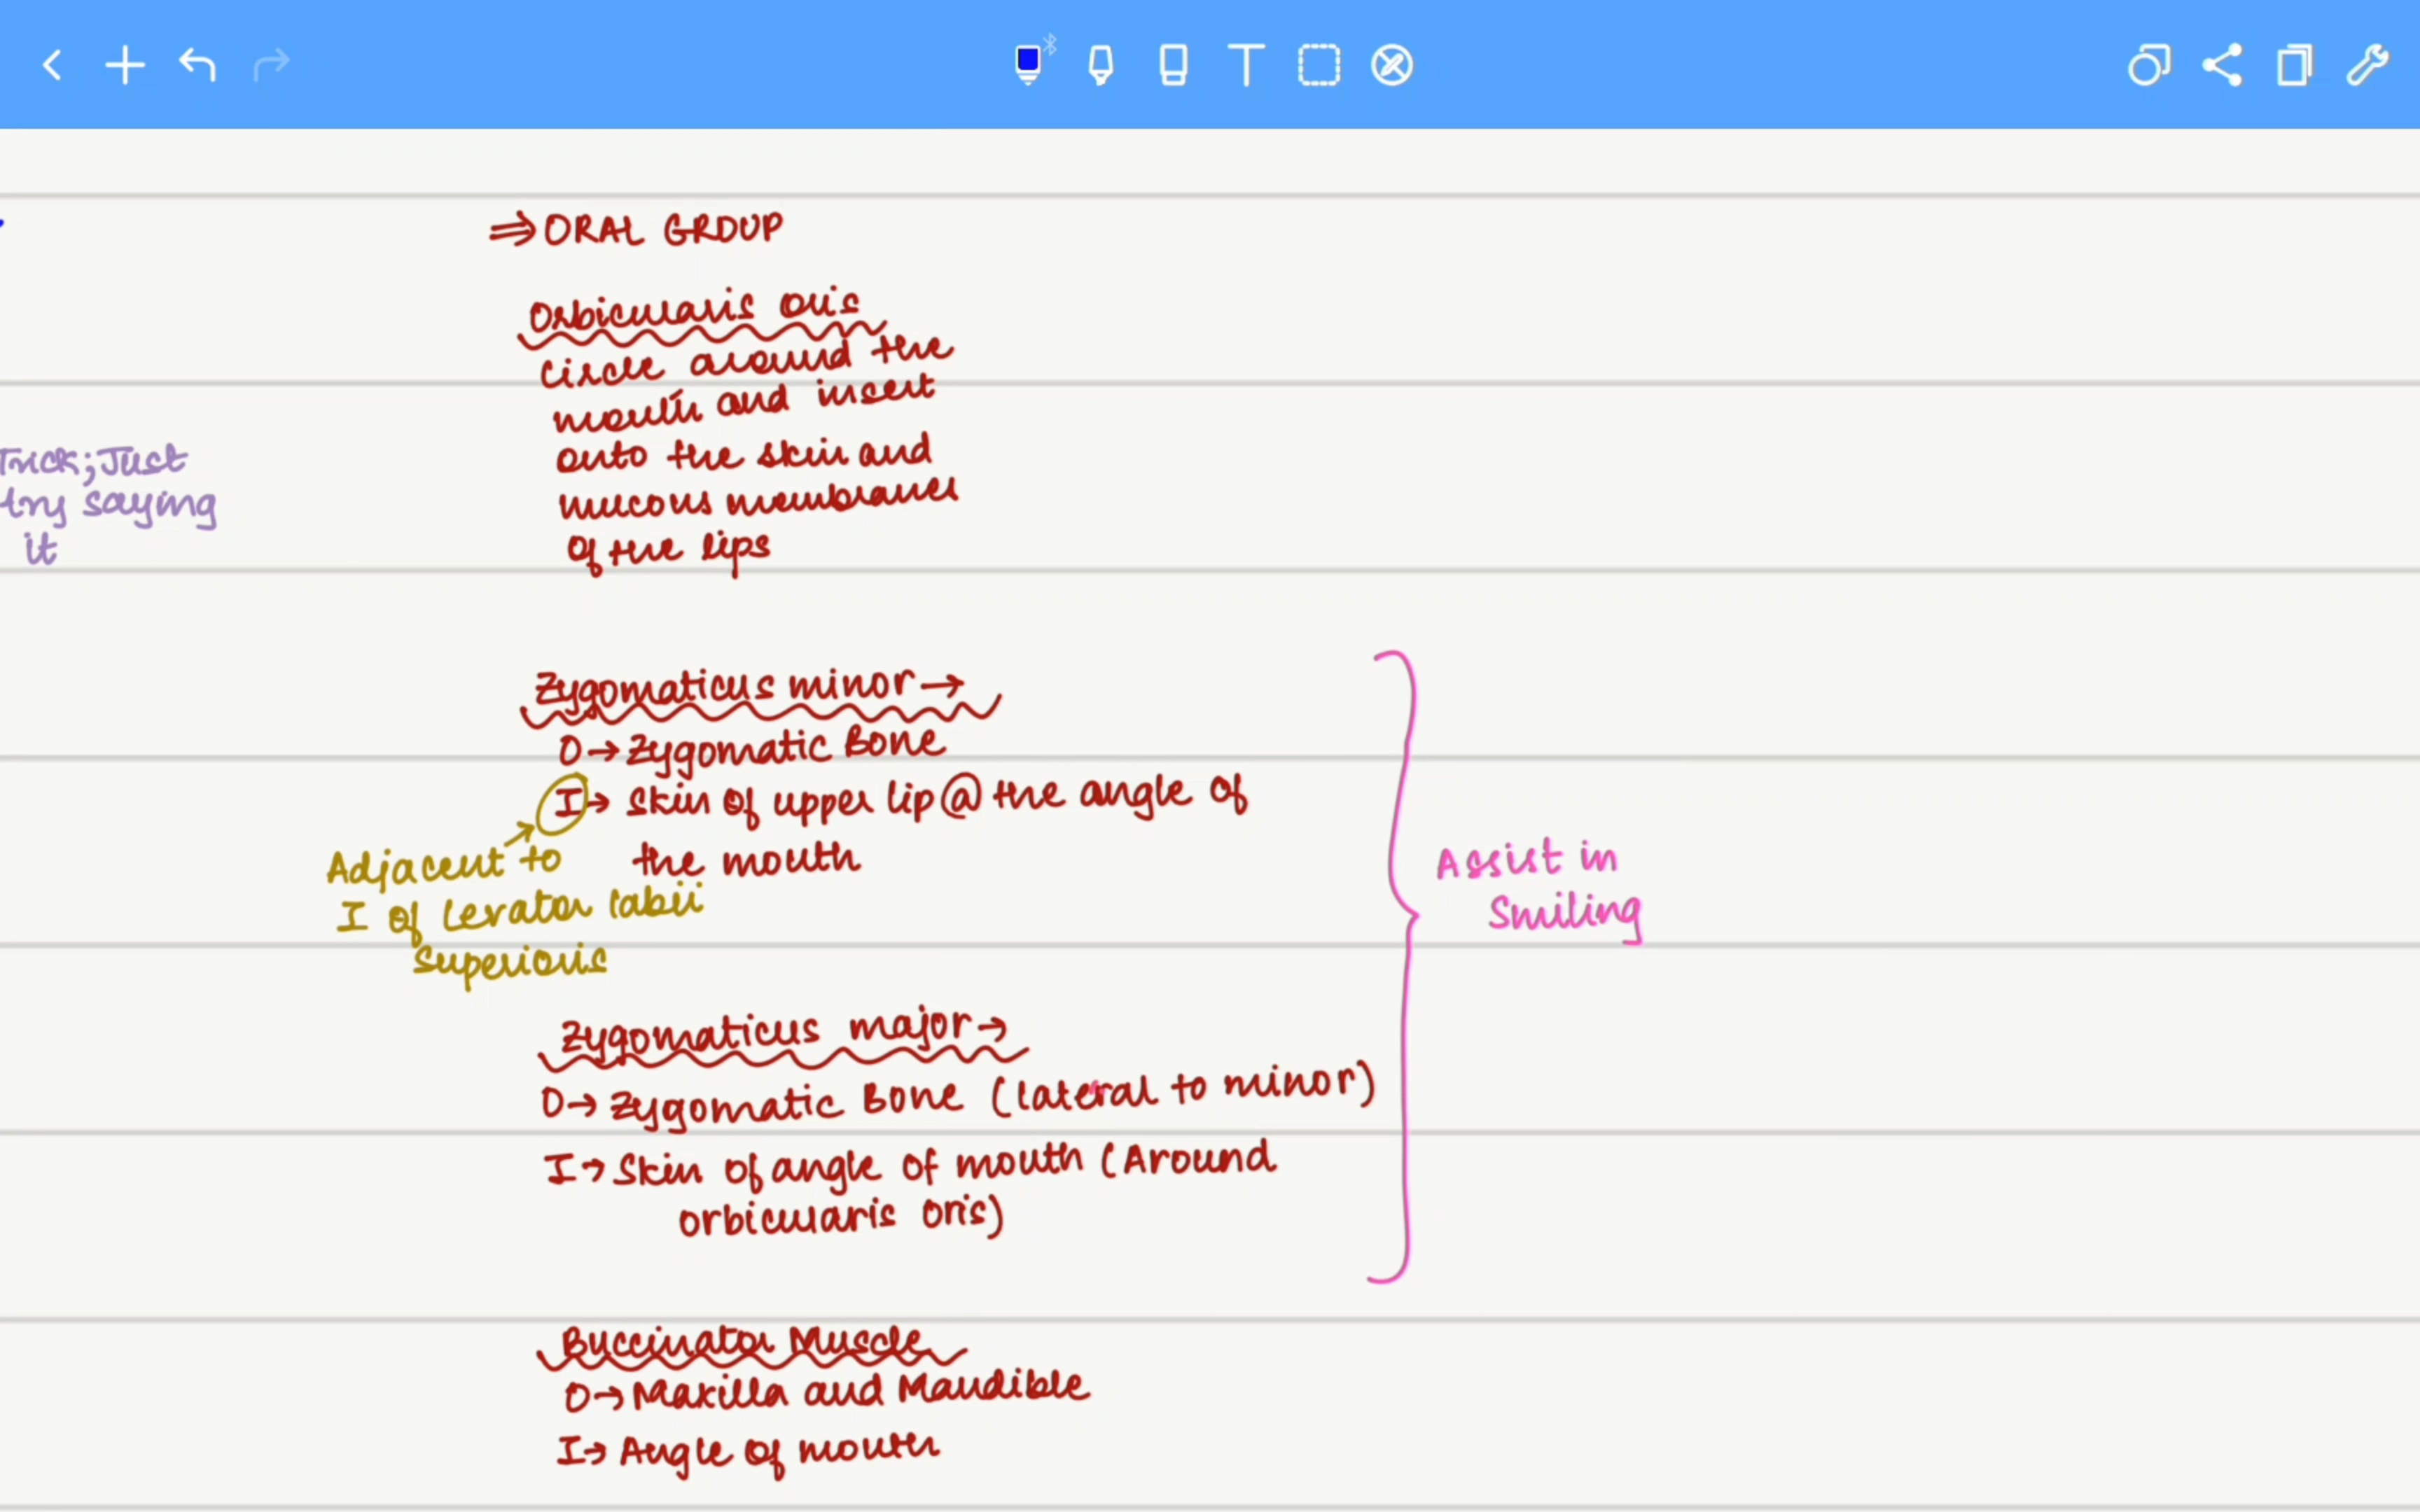 ⇒ ORAL GROUP
Orbicularis oris
circle around the
mouth and insert
onto the skin and
mucous membranes
of the lips
Trick; Just
try saying
it
Zygomaticus minor →
O → Zygomatic Bone
I → Skin of upper lip @ the angle of
the mouth
Adjacent to
I of Levator labii
superioris
Assist in
Smiling
Zygomaticus major →
O → Zygomatic Bone (lateral to minor)
I → Skin of angle of mouth (Around
orbicularis oris)
Buccinator Muscle
O → Maxilla and Mandible
I → Angle of mouth